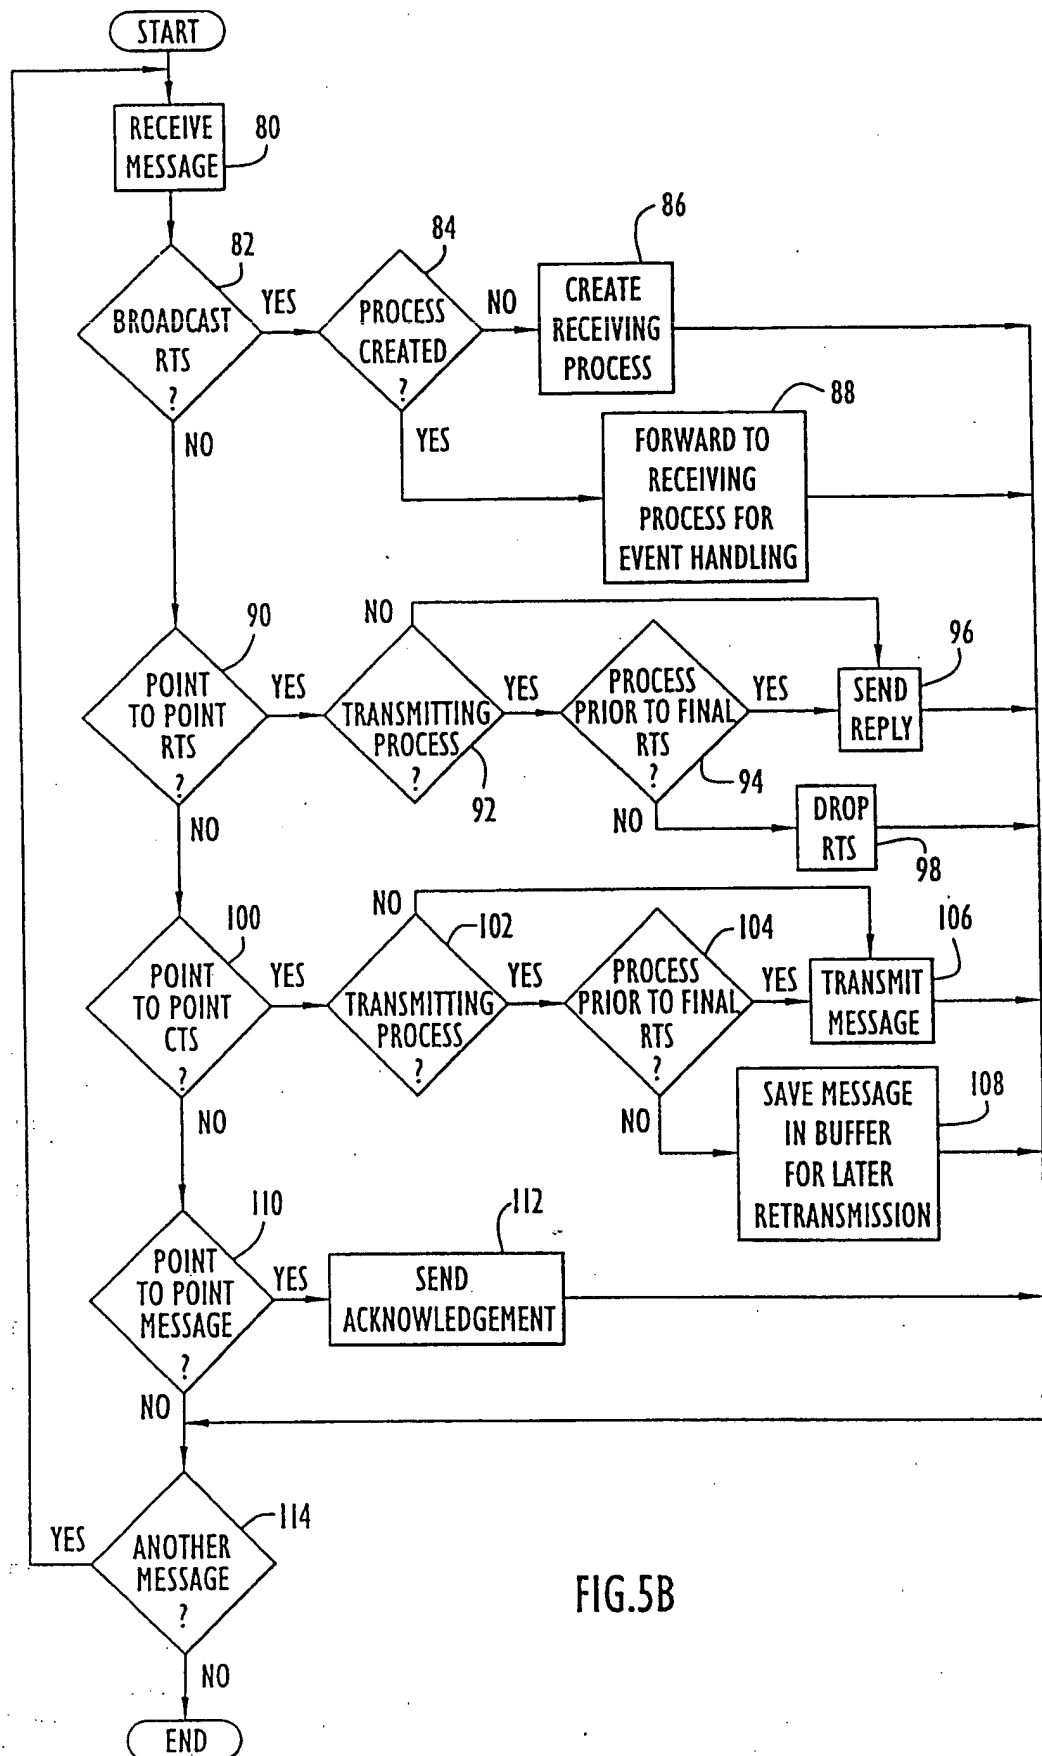 START
RECEIVE
MESSAGE
80
BROADCAST
RTS
?
82
YES
NO
PROCESS
CREATED
?
84
NO
YES
CREATE
RECEIVING
PROCESS
86
FORWARD TO
RECEIVING
PROCESS FOR
EVENT HANDLING
88
POINT
TO POINT
RTS
?
90
YES
NO
TRANSMITTING
PROCESS
?
92
NO
YES
PROCESS
PRIOR TO FINAL
RTS
?
94
YES
NO
SEND
REPLY
96
DROP
RTS
98
POINT
TO POINT
CTS
?
100
YES
NO
TRANSMITTING
PROCESS
?
102
NO
YES
PROCESS
PRIOR TO FINAL
RTS
?
104
YES
NO
TRANSMIT
MESSAGE
106
SAVE MESSAGE
IN BUFFER
FOR LATER
RETRANSMISSION
108
POINT
TO POINT
MESSAGE
?
110
YES
NO
SEND
ACKNOWLEDGEMENT
112
ANOTHER
MESSAGE
?
114
YES
NO
END
FIG.5B